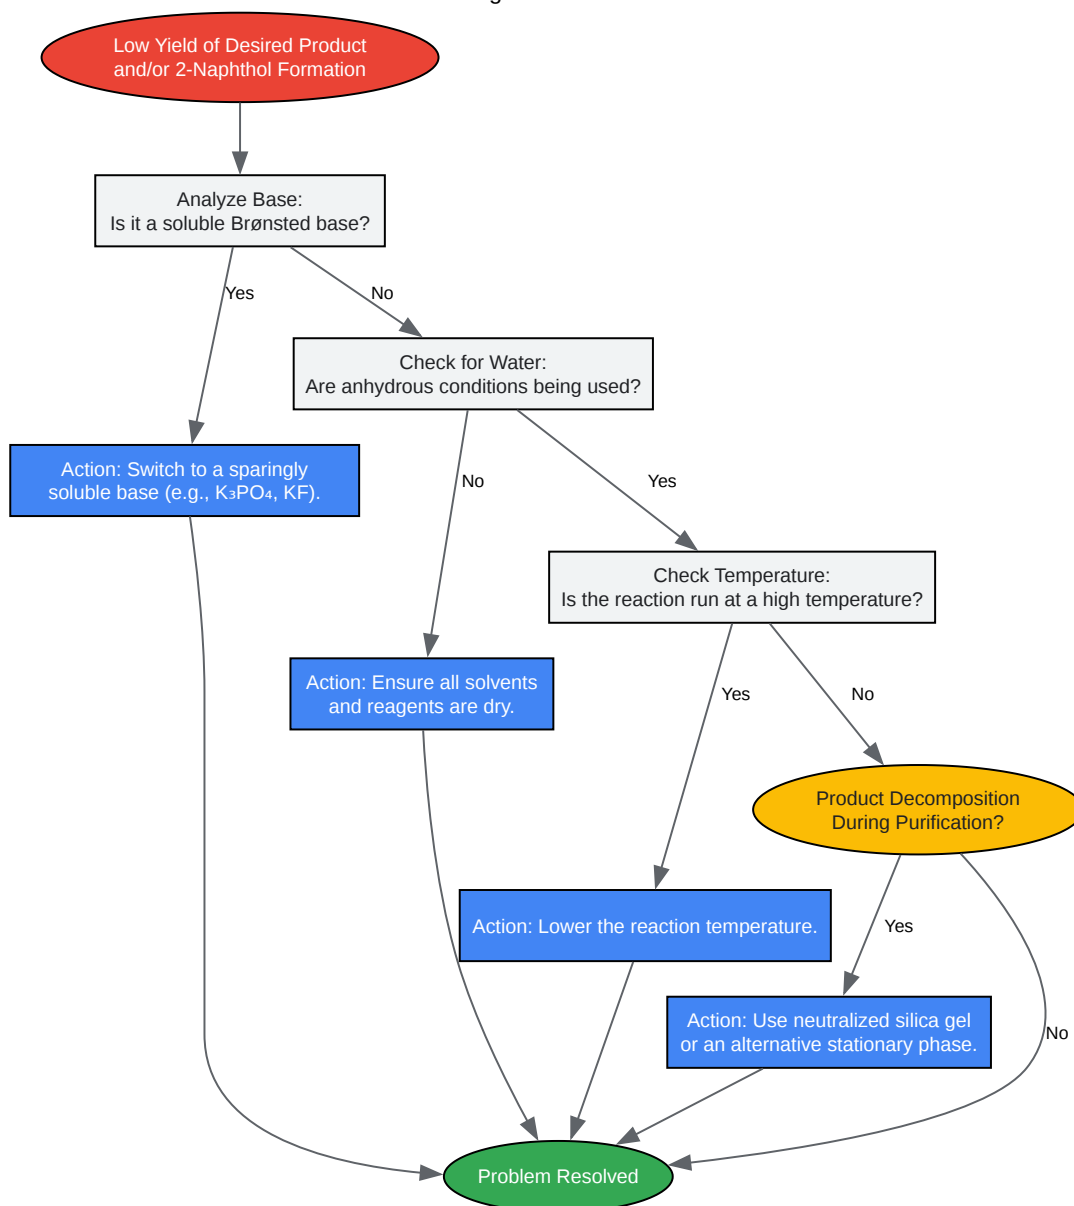 Low Yield of Desired Product
and/or 2-Naphthol Formation
Analyze Base:
Is it a soluble Brønsted base?
Yes
No
Check for Water:
Are anhydrous conditions being used?
Action: Switch to a sparingly
soluble base (e.g., K₃PO₄, KF).
No
Yes
Check Temperature:
Is the reaction run at a high temperature?
Action: Ensure all solvents
and reagents are dry.
Yes
No
Product Decomposition
During Purification?
Action: Lower the reaction temperature.
Yes
Action: Use neutralized silica gel
or an alternative stationary phase.
No
Problem Resolved